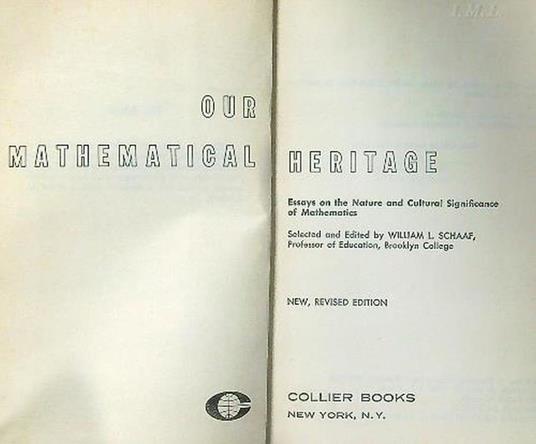 I.M.I.
OUR
MATHEMATICAL HERITAGE
Essays on the Nature and Cultural Significance
of Mathematics
Selected and Edited by WILLIAM L. SCHAAF,
Professor of Education, Brooklyn College
NEW, REVISED EDITION
COLLIER BOOKS
NEW YORK, N.Y.